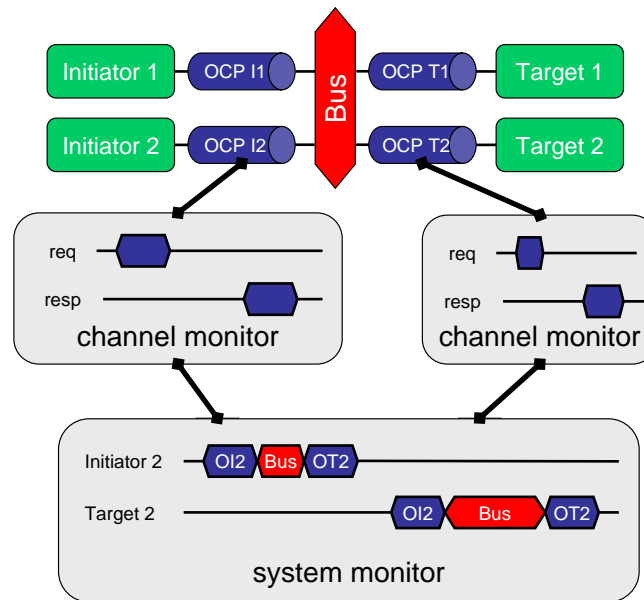 Initiator 1
OCP I1
Bus
OCP T1
Target 1
Initiator 2
OCP I2
OCP T2
Target 2
req
resp
channel monitor
req
resp
channel monitor
Initiator 2
OI2
Bus
OT2
Target 2
OI2
Bus
OT2
system monitor